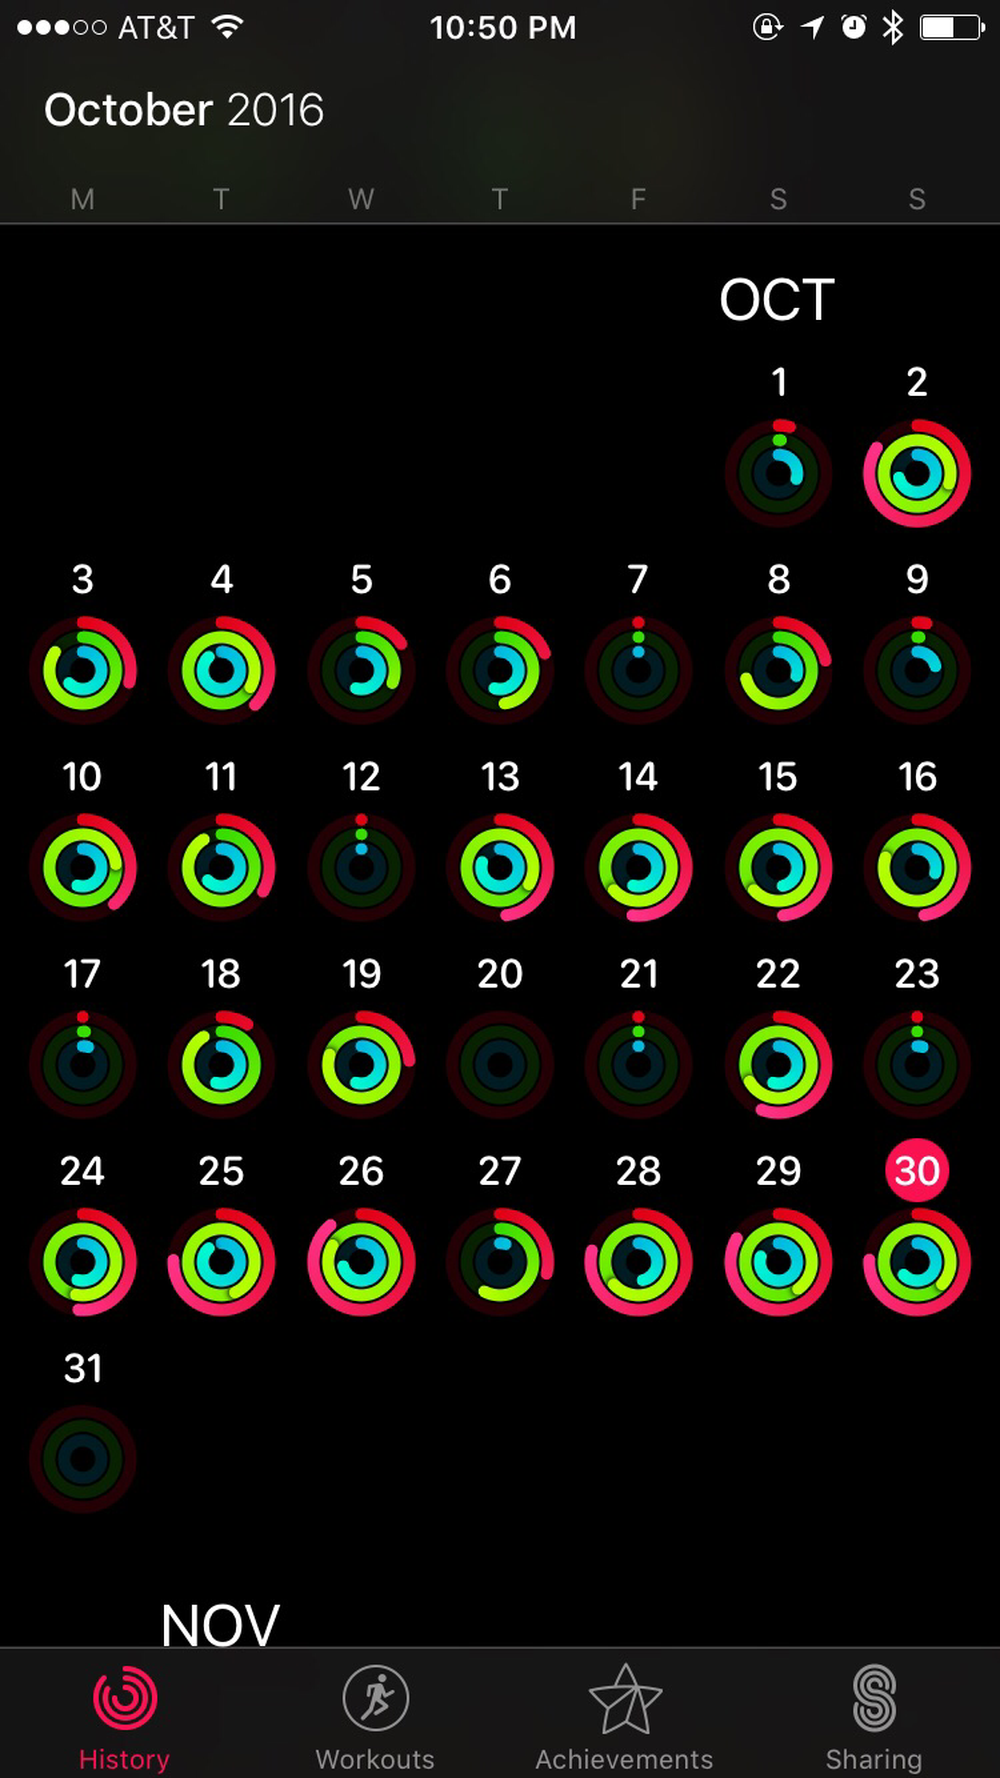 AT&T 10:50 PM
October 2016
M T W T F S S
OCT
1 2
3 4 5 6 7 8 9
10 11 12 13 14 15 16
17 18 19 20 21 22 23
24 25 26 27 28 29 30
31
NOV
History Workouts Achievements Sharing